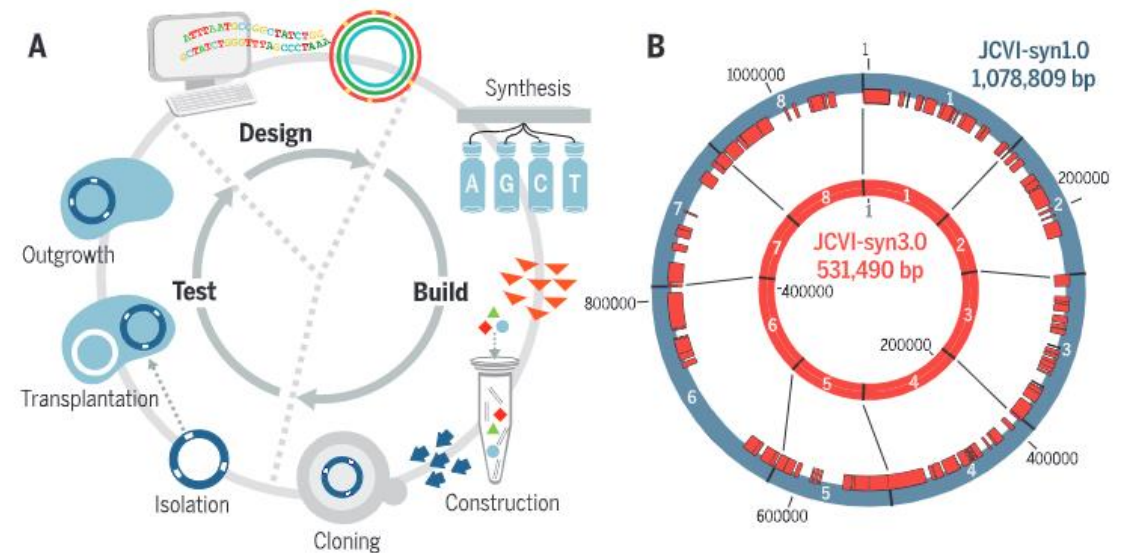 A
ATTTAATGCCGGCTATCTGG
GCTATCTGGGTTTAGCCCTAAA
Design
Synthesis
A G C T
Outgrowth
Test
Build
Transplantation
Isolation
Cloning
Construction
B
JCVI-syn1.0
1,078,809 bp
1
1000000
200000
400000
600000
800000
1
2
3
4
5
6
7
8
JCVI-syn3.0
531,490 bp
1
200000
400000
1
2
3
4
5
6
7
8